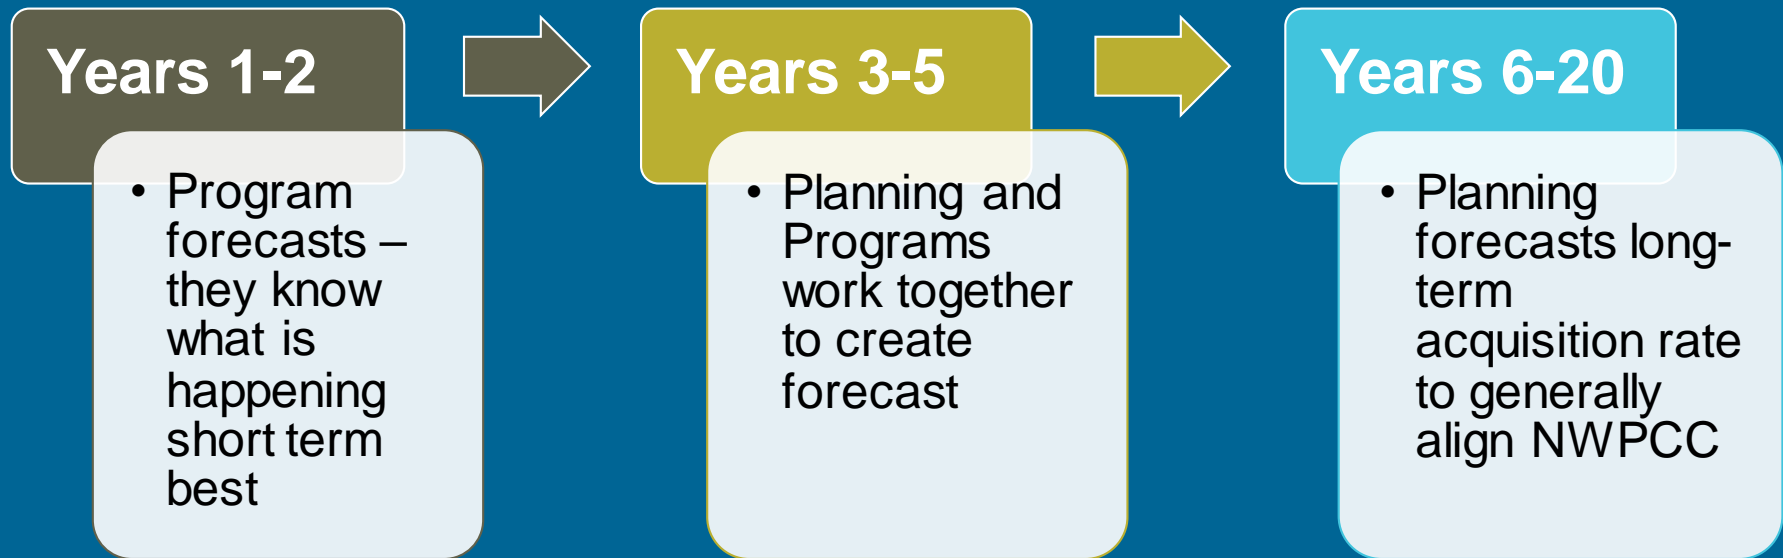 Years 1-2
• Program
forecasts –
they know
what is
happening
short term
best
Years 3-5
• Planning and
Programs
work together
to create
forecast
Years 6-20
• Planning
forecasts long-
term
acquisition rate
to generally
align NWPCC